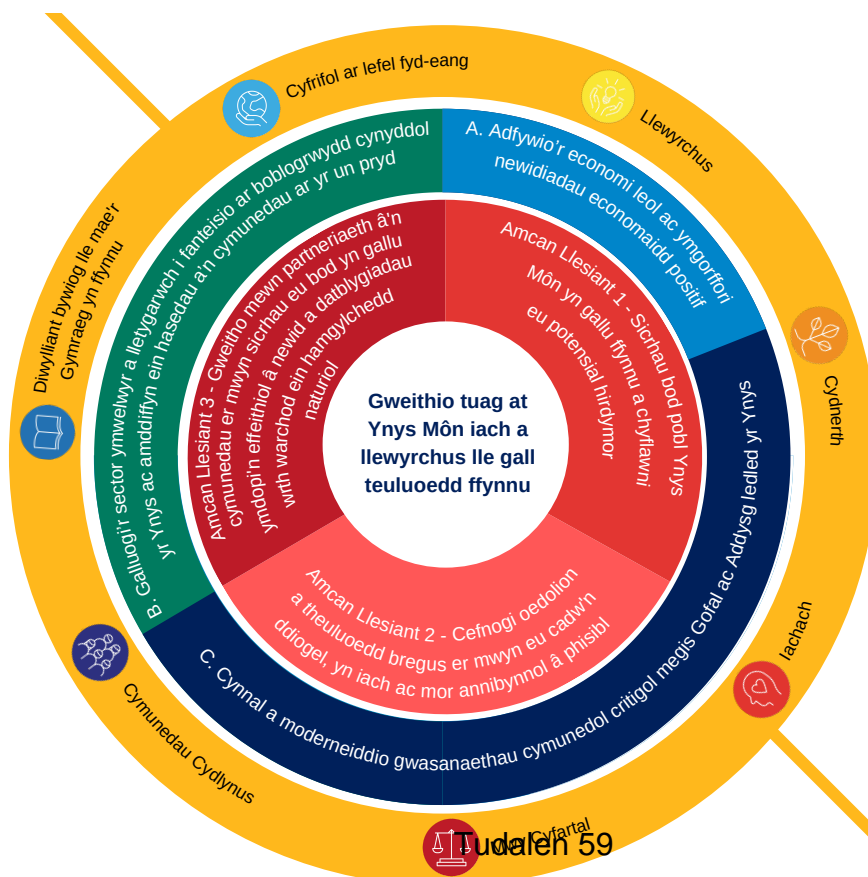 Cyfrifol ar lefel fyd-eang
Llewyrchus
Cydnerth
Iachach
Cyfartal
Cymunedau Cydlynus
Diwylliant bywiog lle mae'r
Gymraeg yn ffynnu
A. Adfywio'r economi leol ac ymgorffori
newidiadau economaidd positif
B. Galluogi'r sector ymwelwyr a lletygarwch i fanteisio ar boblogrwydd cynyddol
yr Ynys ac amddiffyn ein hasedau a'n cymunedau ar yr un pryd
C. Cynnal a moderneiddio gwasanaethau cymunedol critigol megis Gofal ac Addysg ledled yr Ynys
Amcan Llesiant 1 - Sicrhau bod pobl Ynys
Môn yn gallu ffynnu a chyflawni
eu potensial hirdymor
Amcan Llesiant 2 - Cefnogi oedolion
a theuluoedd bregus er mwyn eu cadw'n
ddiogel, yn iach ac mor annibynnol â phisibl
Amcan Llesiant 3 - Gweitho mewn partneriaeth â'n
cymunedau er mwyn sicrhau eu bod yn gallu
ymdopi'n effeithiol â newid a datblygiadau
wrth warchod ein hamgylchedd
naturiol
Gweithio tuag at
Ynys Môn iach a
llewyrchus lle gall
teuluoedd ffynnu
Tudalen 59